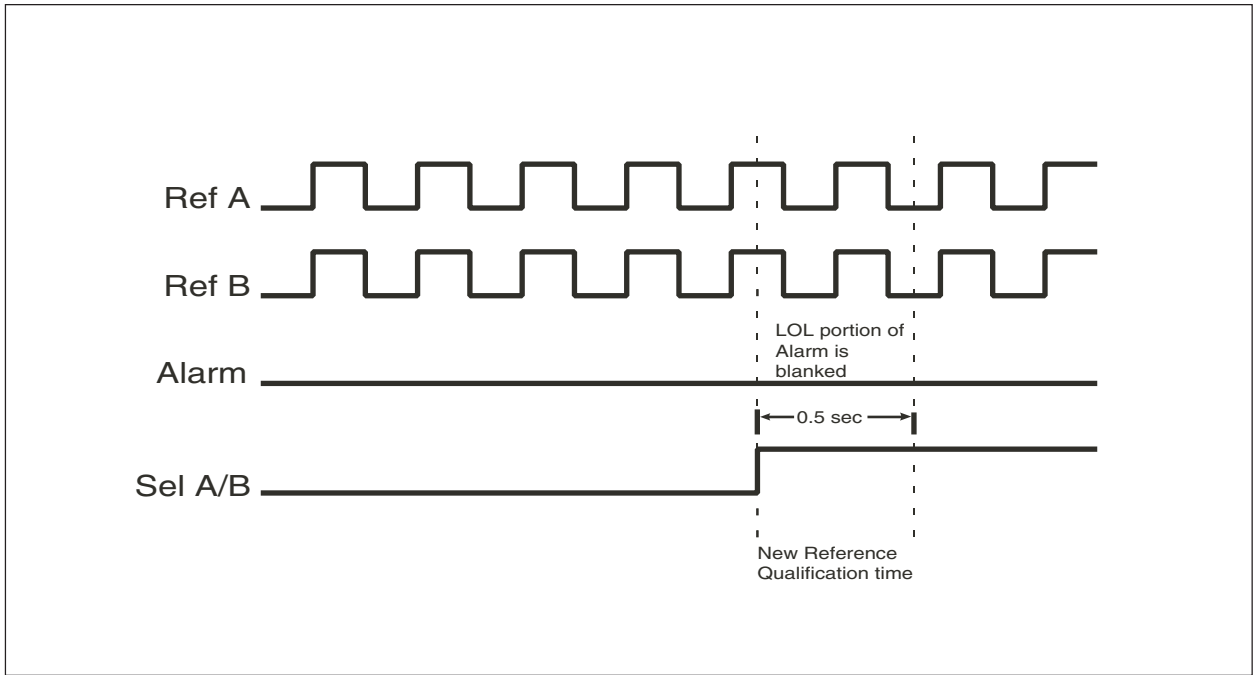 Ref A
Ref B
LOL portion of
Alarm is
blanked
Alarm
0.5 sec
Sel A/B
New Reference
Qualification time